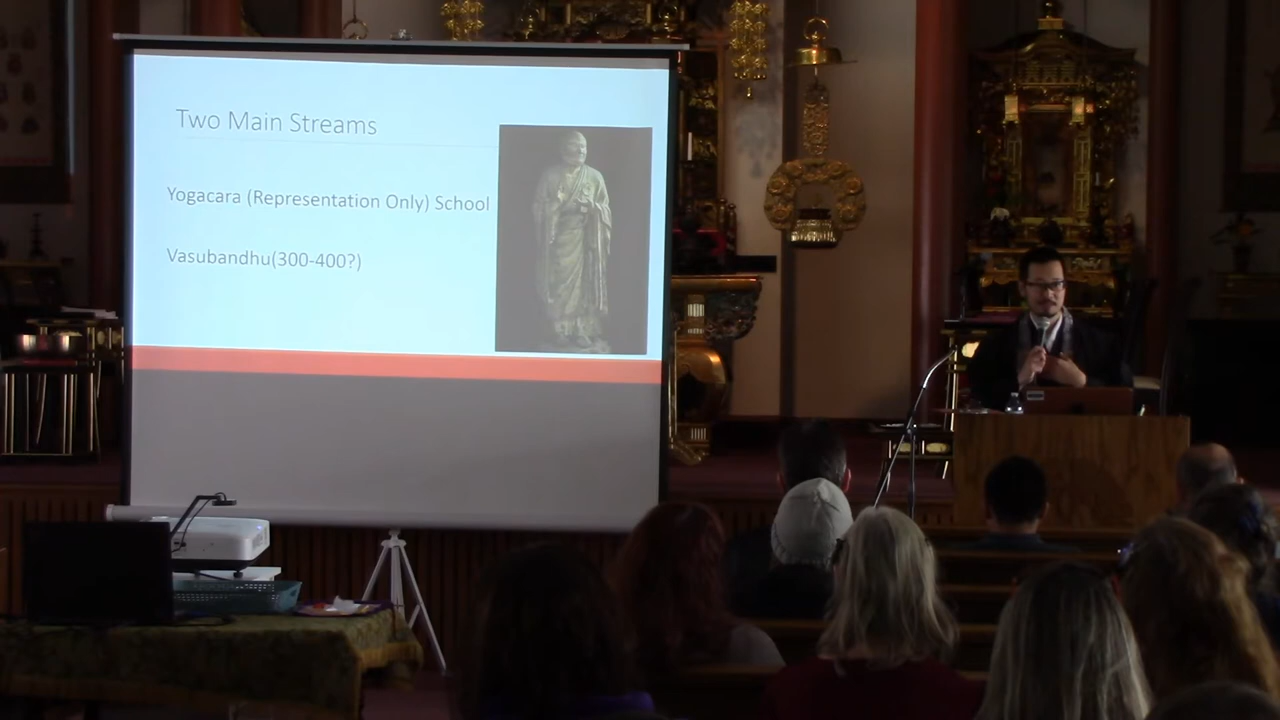 Two Main Streams
Yogacara (Representation Only) School
Vasubandhu(300-400?)